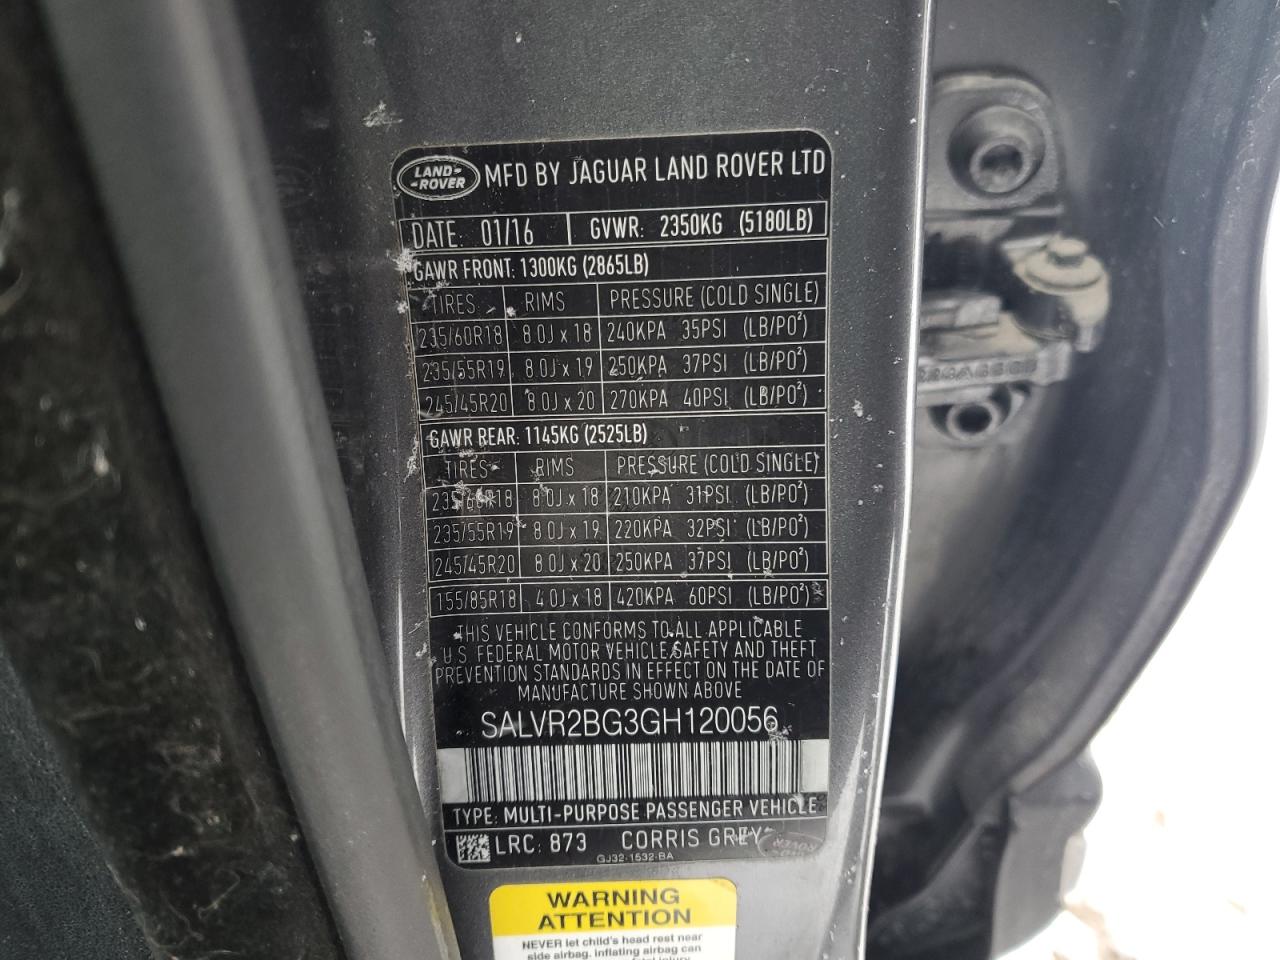 LAND-
-ROVER MFD BY JAGUAR LAND ROVER LTD
DATE: 01/16 GVWR: 2350KG (5180LB)
GAWR FRONT: 1300KG (2865LB)
TIRES RIMS PRESSURE (COLD SINGLE)
235/60R18 8.0J x 18 240KPA 35PSI (LB/PO²)
235/55R19 8.0J x 19 250KPA 37PSI (LB/PO²)
245/45R20 8.0J x 20 270KPA 40PSI (LB/PO²)
GAWR REAR: 1145KG (2525LB)
TIRES RIMS PRESSURE (COLD SINGLE)
235/60R18 8.0J x 18 210KPA 31PSI (LB/PO²)
235/55R19 8.0J x 19 220KPA 32PSI (LB/PO²)
245/45R20 8.0J x 20 250KPA 37PSI (LB/PO²)
155/85R18 4.0J x 18 420KPA 60PSI (LB/PO²)
THIS VEHICLE CONFORMS TO ALL APPLICABLE
U.S. FEDERAL MOTOR VEHICLE SAFETY AND THEFT
PREVENTION STANDARDS IN EFFECT ON THE DATE OF
MANUFACTURE SHOWN ABOVE
SALVR2BG3GH120056
TYPE: MULTI-PURPOSE PASSENGER VEHICLE
LRC: 873 CORRIS GREY
GJ32-1532-BA
WARNING
ATTENTION
NEVER let child's head rest near
side airbag. Inflating airbag can